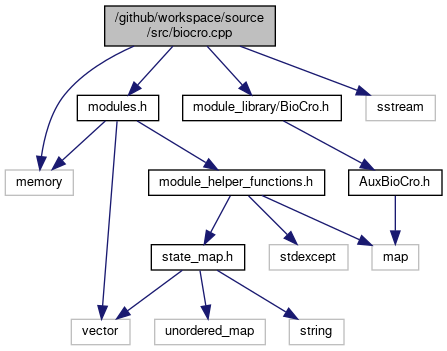 /github/workspace/source
/src/biocro.cpp
modules.h
module_library/BioCro.h
sstream
memory
module_helper_functions.h
AuxBioCro.h
state_map.h
stdexcept
map
vector
unordered_map
string